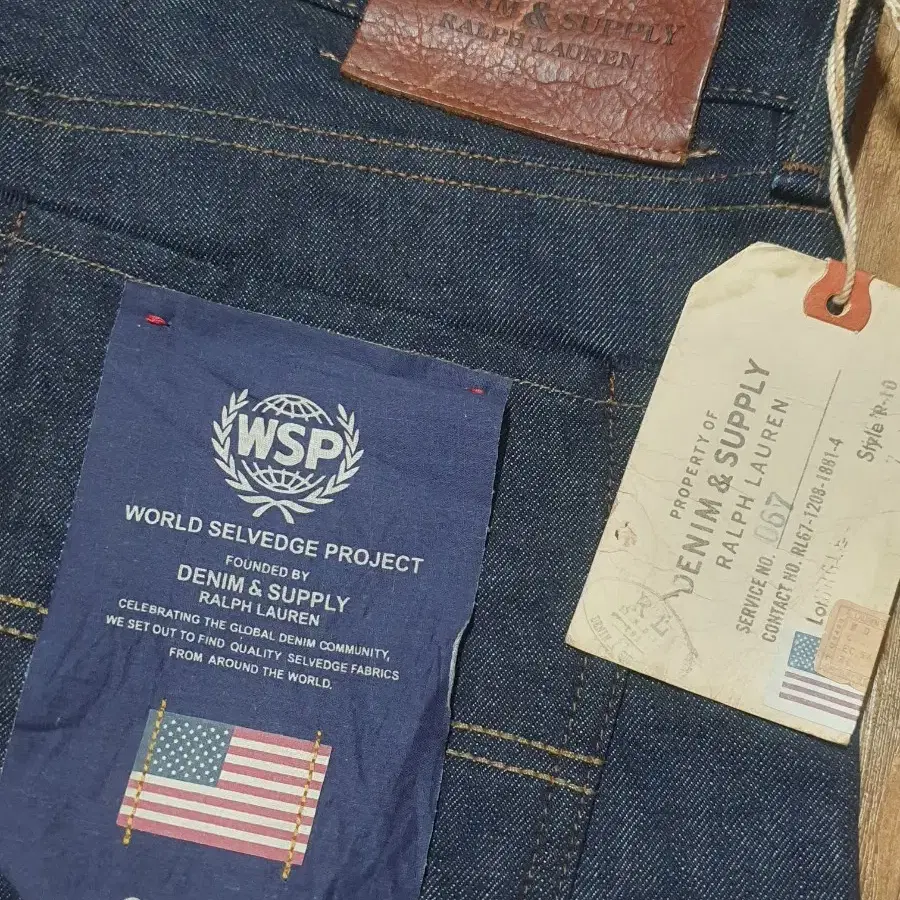 DENIM & SUPPLY
RALPH LAUREN
WSP
WORLD SELVEDGE PROJECT
FOUNDED BY
DENIM & SUPPLY
RALPH LAUREN
CELEBRATING THE GLOBAL DENIM COMMUNITY,
WE SET OUT TO FIND QUALITY SELVEDGE FABRICS
FROM AROUND THE WORLD.
PROPERTY OF
DENIM & SUPPLY
RALPH LAUREN
SERVICE NO. 067
CONTACT NO. RL67-1208-1881-4
Style R-10